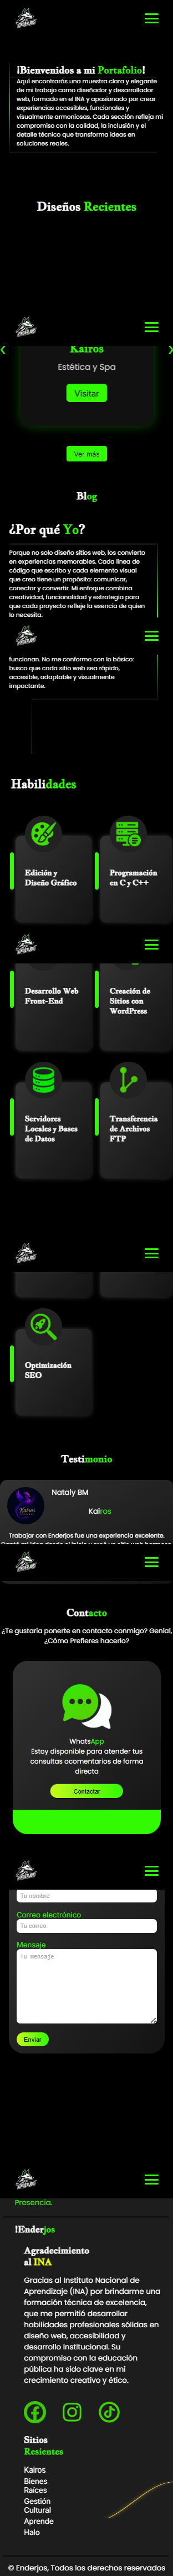 ¡Bienvenidos a mi Portafolio!
Aquí encontrarás una muestra clara y elegante
de mi trabajo como diseñador y desarrollador
web, formado en el INA y apasionado por crear
experiencias accesibles, funcionales y
visualmente armoniosas. Cada sección refleja mi
compromiso con la calidad, la inclusión y el
detalle técnico que transforma ideas en
soluciones reales.
Diseños Recientes
Kairos
Estética y Spa
Visitar
Ver más
Blog
¿Por qué Yo?
Porque no solo diseño sitios web, los convierto
en experiencias memorables. Cada línea de
código que escribo y cada elemento visual
que creo tiene un propósito: comunicar,
conectar y convertir. Mi enfoque combina
creatividad, funcionalidad y estrategia para
que cada proyecto refleje la esencia de quien
lo necesita.
funcionan. No me conformo con lo básico:
busco que cada sitio web sea rápido,
accesible, adaptable y visualmente
impactante.
Habilidades
Edición y
Diseño Gráfico
Programación
en C y C++
Desarrollo Web
Front-End
Creación de
Sitios con
WordPress
Servidores
Locales y Bases
de Datos
Transferencia
de Archivos
FTP
Optimización
SEO
Testimonio
Nataly BM
Kairos
Trabajar con Enderjos fue una experiencia excelente.
Contacto
¿Te gustaría ponerte en contacto conmigo? Genial,
¿Cómo Prefieres hacerlo?
WhatsApp
Estoy disponible para atender tus
consultas ocomentarios de forma
directa
Contactar
Tu nombre
Correo electrónico
Tu correo
Mensaje
Tu mensaje
Enviar
Presencia.
!Enderjos
Agradecimiento
al INA
Gracias al Instituto Nacional de
Aprendizaje (INA) por brindarme una
formación técnica de excelencia,
que me permitió desarrollar
habilidades profesionales sólidas en
diseño web, accesibilidad y
desarrollo institucional. Su
compromiso con la educación
pública ha sido clave en mi
crecimiento creativo y ético.
Sitios
Resientes
Kairos
Bienes
Raíces
Gestión
Cultural
Aprende
Halo
© Enderjos, Todos los derechos reservados